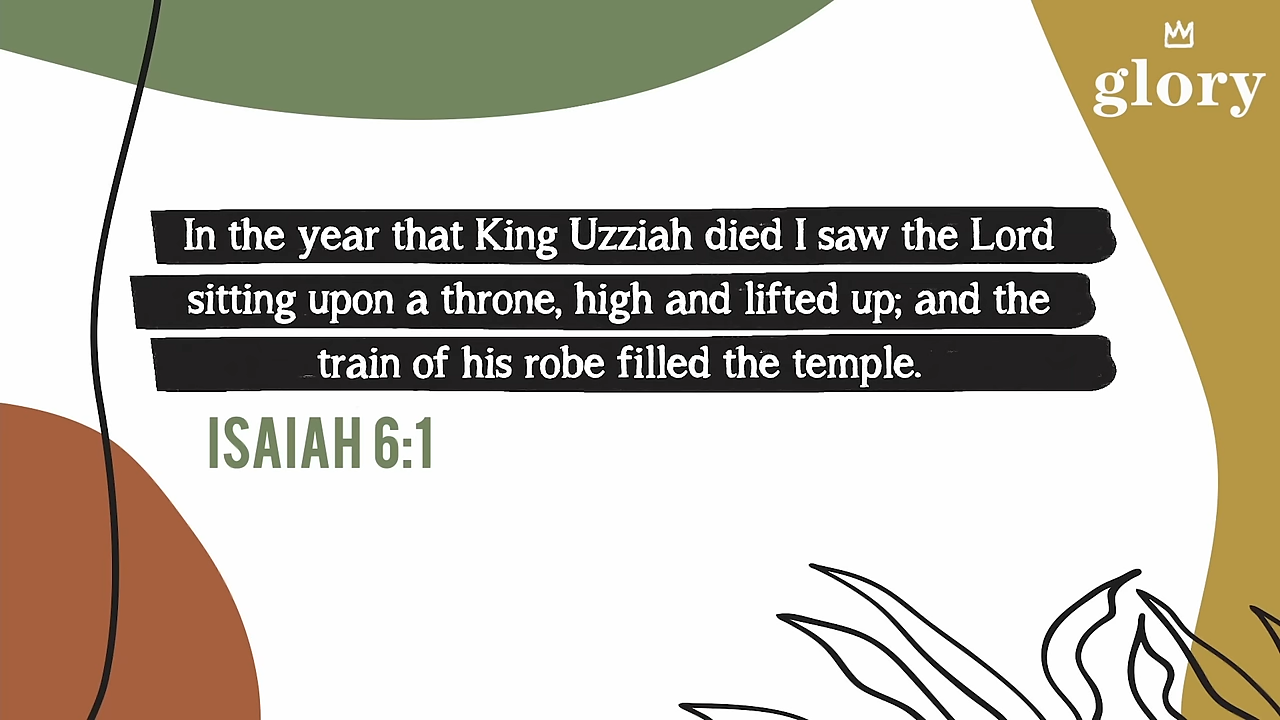 glory
In the year that King Uzziah died I saw the Lord
sitting upon a throne, high and lifted up; and the
train of his robe filled the temple.
ISAIAH 6:1